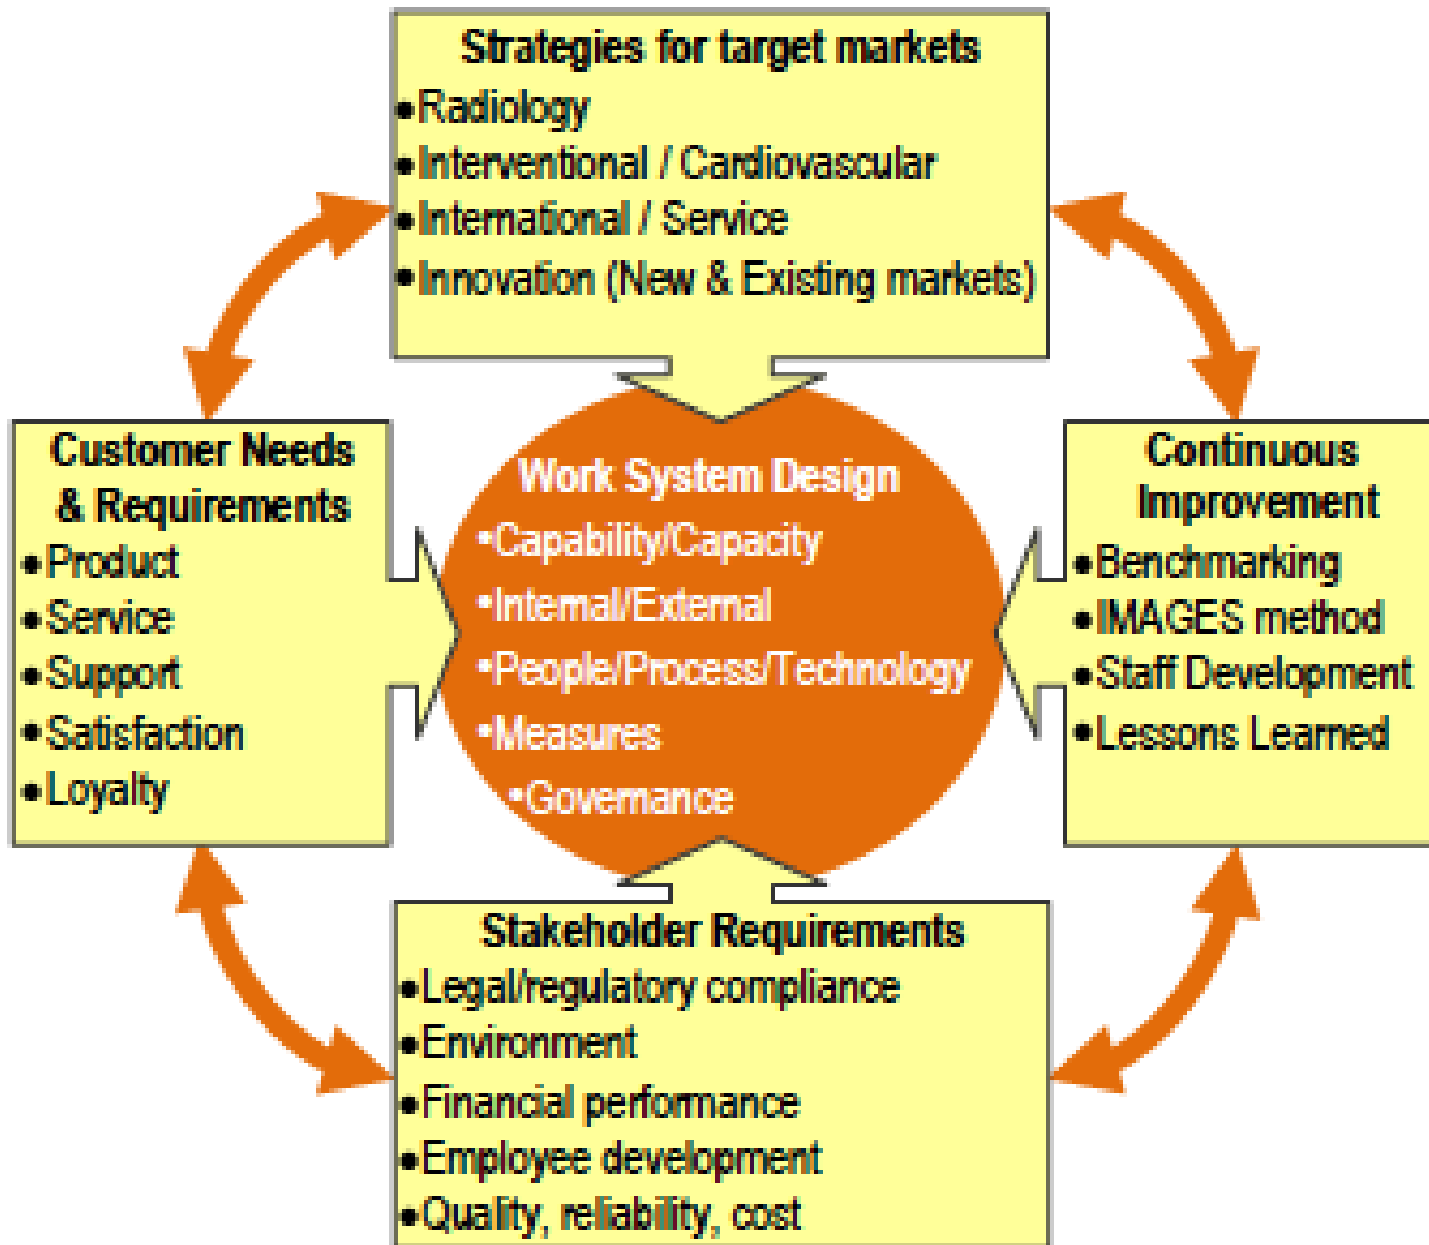 Strategies for target markets
•Radiology
•Interventional / Cardiovascular
•International / Service
•Innovation (New & Existing markets)
Customer Needs
& Requirements
•Product
•Service
•Support
•Satisfaction
•Loyalty
Work System Design
•Capability/Capacity
•Internal/External
•People/Process/Technology
•Measures
•Governance
Continuous
Improvement
•Benchmarking
•IMAGES method
•Staff Development
•Lessons Learned
Stakeholder Requirements
•Legal/regulatory compliance
•Environment
•Financial performance
•Employee development
•Quality, reliability, cost